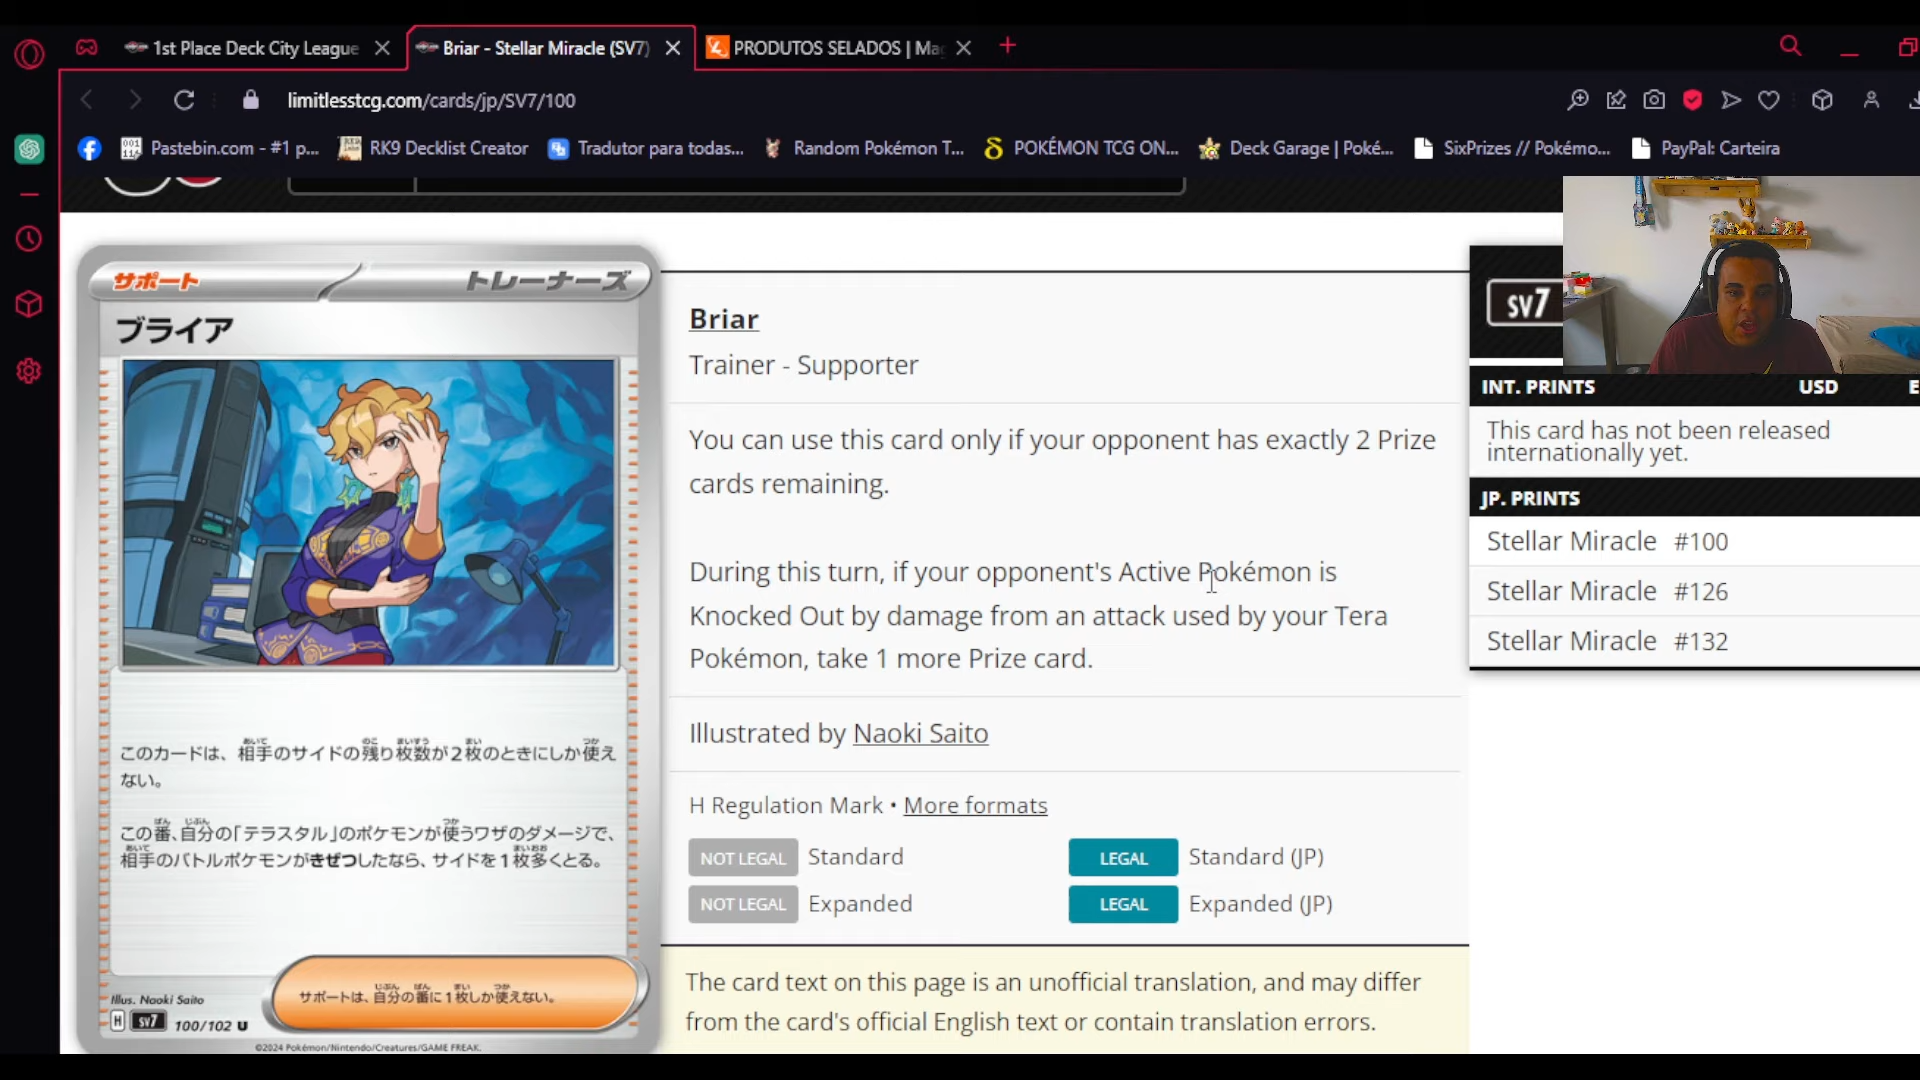 1st Place Deck City League
Briar - Stellar Miracle (SV7)
PRODUTOS SELADOS | Ma
limitlesstcg.com/cards/jp/SV7/100
Pastebin.com - #1 p...
RK9 Decklist Creator
Tradutor para todas...
Random Pokémon T...
POKÉMON TCG ON...
Deck Garage | Poké...
SixPrizes // Pokémo...
PayPal: Carteira
サポート
トレーナーズ
ブライア
このカードは、相手のサイドの残り枚数が2枚のときにしか使え
ない。
この番、自分の「テラスタル」のポケモンが使うワザのダメージで、
相手のバトルポケモンがきぜつしたなら、サイドを1枚多くとる。
サポートは、自分の番に1枚しか使えない。
Illus. Naoki Saito
H SV7 100/102 U
©2024 Pokémon/Nintendo/Creatures/GAME FREAK.
Briar
Trainer - Supporter
You can use this card only if your opponent has exactly 2 Prize
cards remaining.
During this turn, if your opponent's Active Pokémon is
Knocked Out by damage from an attack used by your Tera
Pokémon, take 1 more Prize card.
Illustrated by Naoki Saito
H Regulation Mark • More formats
NOT LEGAL Standard LEGAL Standard (JP)
NOT LEGAL Expanded LEGAL Expanded (JP)
The card text on this page is an unofficial translation, and may differ
from the card's official English text or contain translation errors.
SV7
INT. PRINTS USD E
This card has not been released
internationally yet.
JP. PRINTS
Stellar Miracle #100
Stellar Miracle #126
Stellar Miracle #132